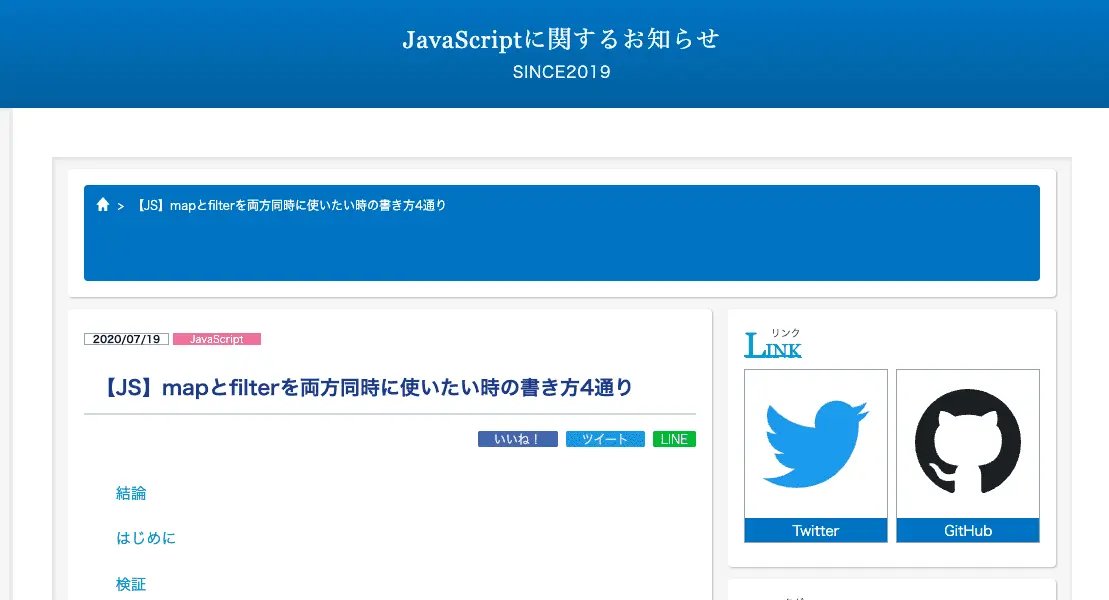 JavaScriptに関するお知らせ
SINCE2019
> 【JS】mapとfilterを両方同時に使いたい時の書き方4通り
2020/07/19 JavaScript
【JS】mapとfilterを両方同時に使いたい時の書き方4通り
いいね！ ツイート LINE
結論
はじめに
検証
リンク
LINK
Twitter GitHub